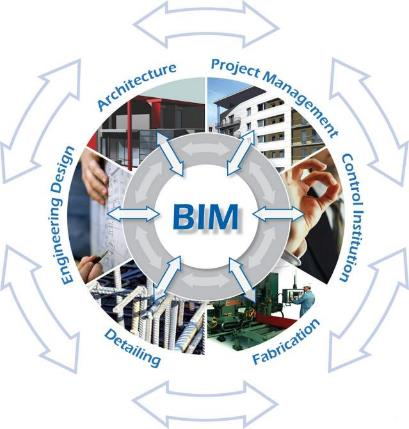 Architecture
Project Management
Engineering Design
BIM
Control Institution
Detailing
Fabrication